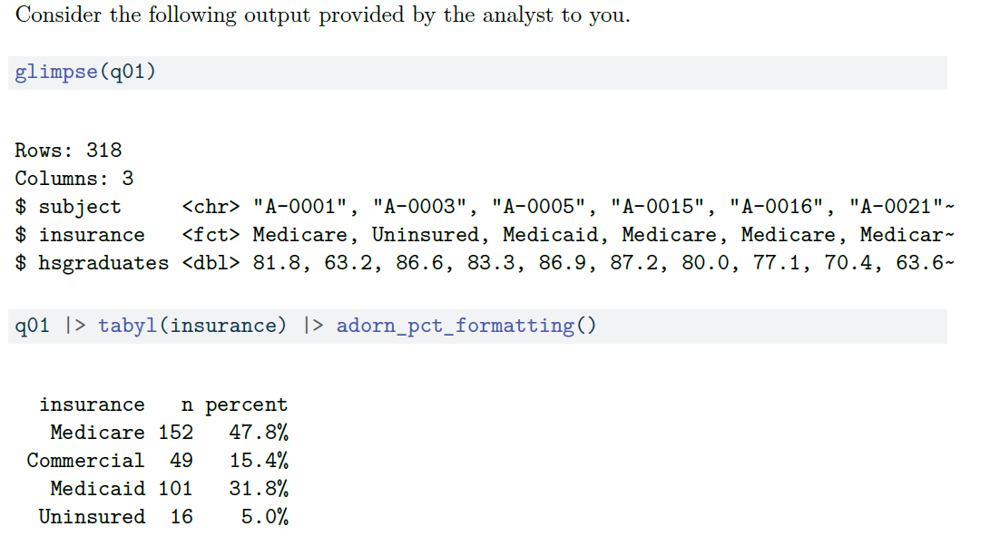 Consider the following output provided by the analyst to you.
glimpse(q01)
Rows: 318
Columns: 3
$ subject     <chr> "A-0001", "A-0003", "A-0005", "A-0015", "A-0016", "A-0021"~
$ insurance   <fct> Medicare, Uninsured, Medicaid, Medicare, Medicare, Medicar~
$ hsgraduates <dbl> 81.8, 63.2, 86.6, 83.3, 86.9, 87.2, 80.0, 77.1, 70.4, 63.6~
q01 |> tabyl(insurance) |> adorn_pct_formatting()
  insurance   n percent
   Medicare 152   47.8%
 Commercial  49   15.4%
   Medicaid 101   31.8%
  Uninsured  16    5.0%